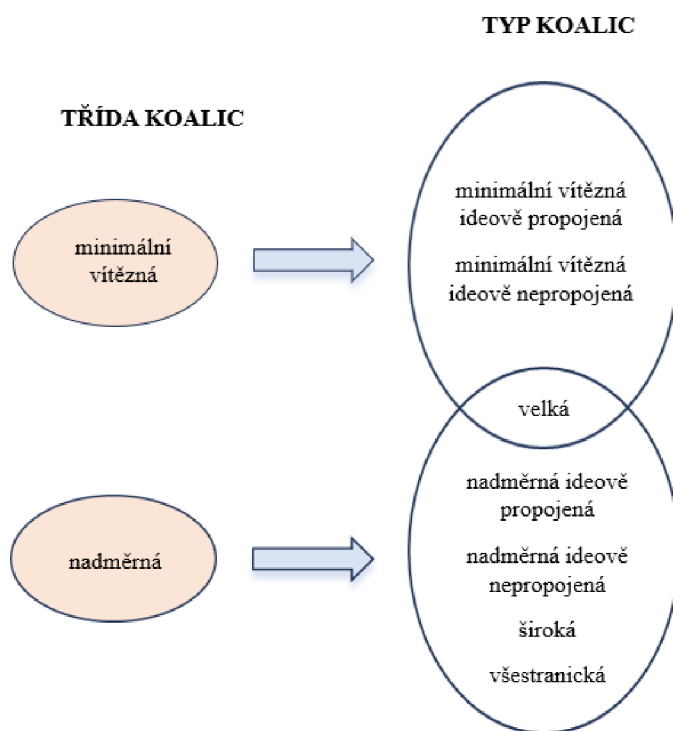 TYP KOALIC
TŘÍDA KOALIC
minimální
vítězná
minimální vítězná
ideově propojená
minimální vítězná
ideově nepropojená
velká
nadměrná
nadměrná ideově
propojená
nadměrná ideově
nepropojená
široká
všestranická